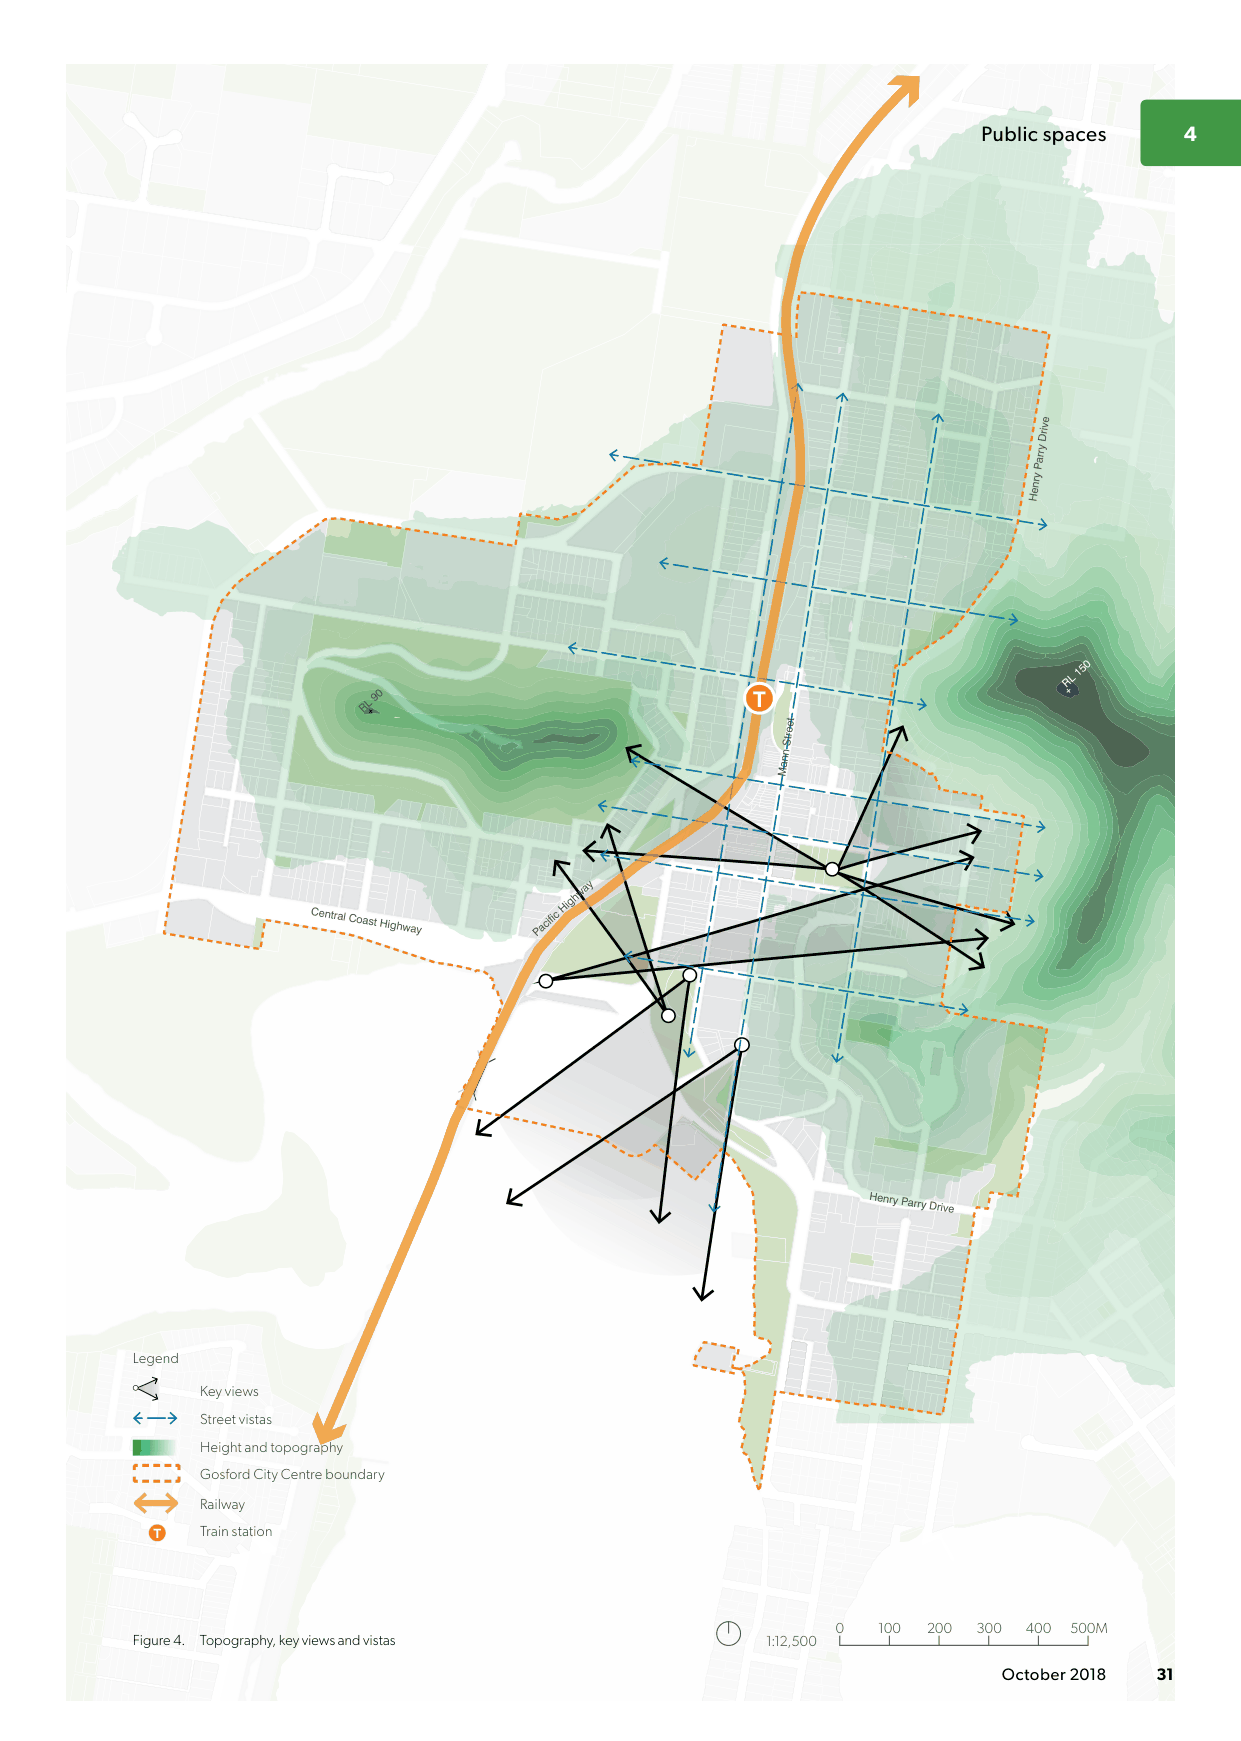 Public spaces
4
Henry Parry Drive
RL 150
RL 90
T
Mann Street
Pacific Highway
Central Coast Highway
Henry Parry Drive
Legend
Key views
Street vistas
Height and topography
Gosford City Centre boundary
Railway
T
Train station
Figure 4. Topography, key views and vistas
1:12,500
0 100 200 300 400 500M
October 2018 31